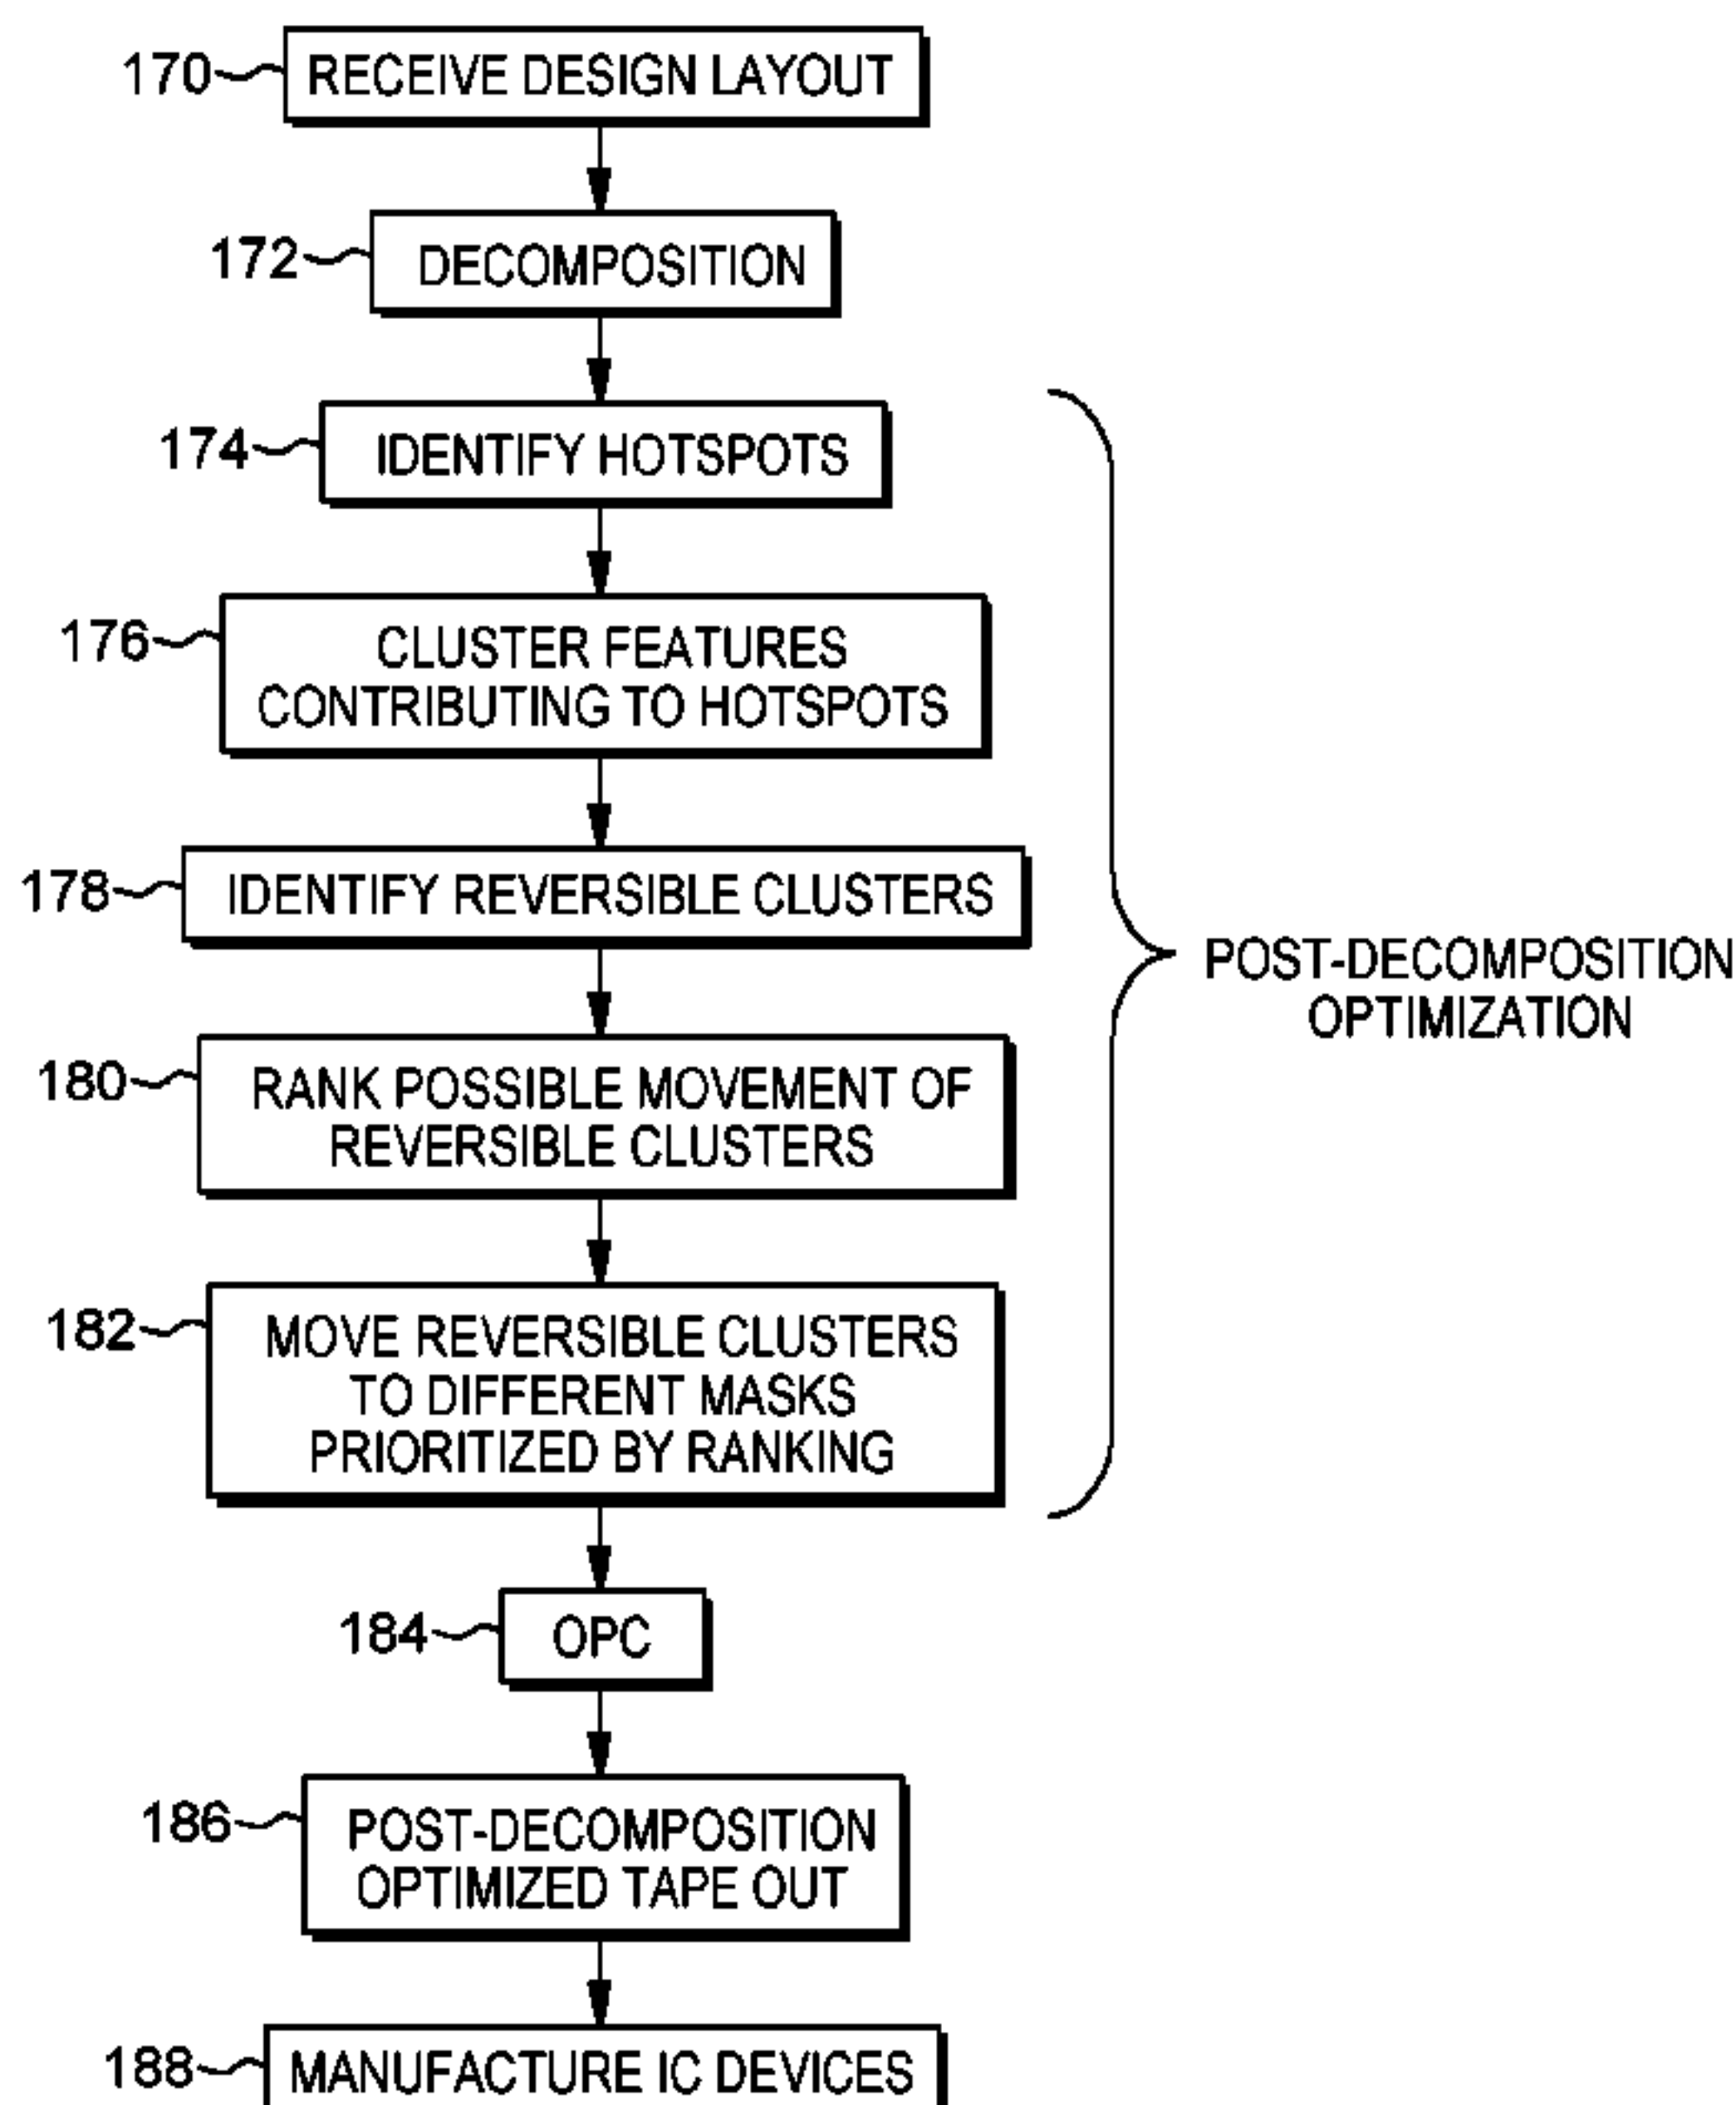 170
RECEIVE DESIGN LAYOUT
172
DECOMPOSITION
174
IDENTIFY HOTSPOTS
176
CLUSTER FEATURES
CONTRIBUTING TO HOTSPOTS
178
IDENTIFY REVERSIBLE CLUSTERS
POST-DECOMPOSITION
OPTIMIZATION
180
RANK POSSIBLE MOVEMENT OF
REVERSIBLE CLUSTERS
182
MOVE REVERSIBLE CLUSTERS
TO DIFFERENT MASKS
PRIORITIZED BY RANKING
184
OPC
186
POST-DECOMPOSITION
OPTIMIZED TAPE OUT
188
MANUFACTURE IC DEVICES